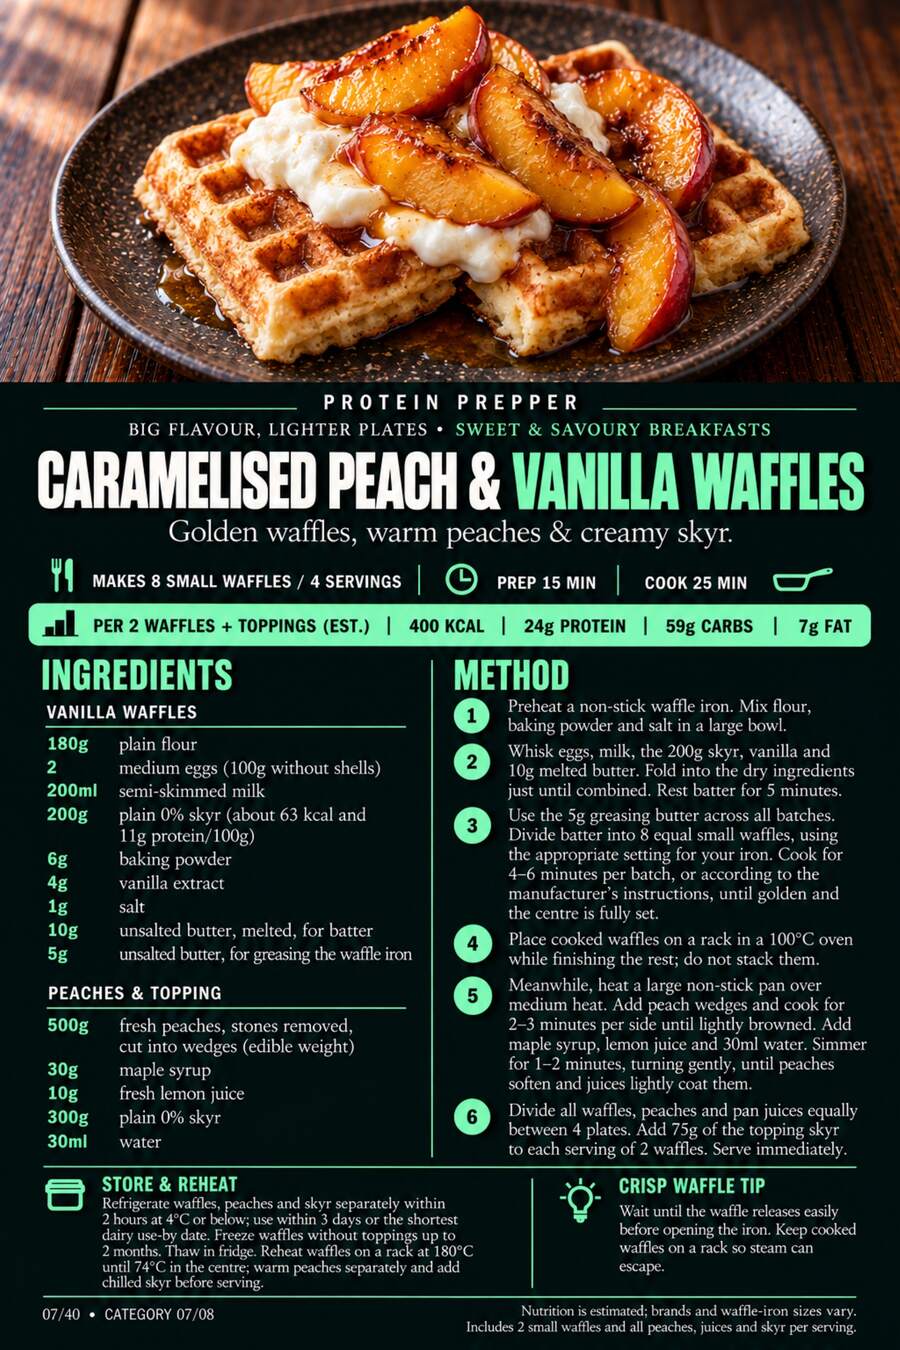 PROTEIN PREPPER
BIG FLAVOUR, LIGHTER PLATES • SWEET & SAVOURY BREAKFASTS
CARAMELISED PEACH & VANILLA WAFFLES
Golden waffles, warm peaches & creamy skyr.
MAKES 8 SMALL WAFFLES / 4 SERVINGS | PREP 15 MIN | COOK 25 MIN
PER 2 WAFFLES + TOPPINGS (EST.) | 400 KCAL | 24g PROTEIN | 59g CARBS | 7g FAT
INGREDIENTS
VANILLA WAFFLES
180g plain flour
2 medium eggs (100g without shells)
200ml semi-skimmed milk
200g plain 0% skyr (about 63 kcal and
11g protein/100g)
6g baking powder
4g vanilla extract
1g salt
10g unsalted butter, melted, for batter
5g unsalted butter, for greasing the waffle iron
PEACHES & TOPPING
500g fresh peaches, stones removed,
cut into wedges (edible weight)
30g maple syrup
10g fresh lemon juice
300g plain 0% skyr
30ml water
METHOD
1 Preheat a non-stick waffle iron. Mix flour,
baking powder and salt in a large bowl.
2 Whisk eggs, milk, the 200g skyr, vanilla and
10g melted butter. Fold into the dry ingredients
just until combined. Rest batter for 5 minutes.
3 Use the 5g greasing butter across all batches.
Divide batter into 8 equal small waffles, using
the appropriate setting for your iron. Cook for
4–6 minutes per batch, or according to the
manufacturer's instructions, until golden and
the centre is fully set.
4 Place cooked waffles on a rack in a 100°C oven
while finishing the rest; do not stack them.
5 Meanwhile, heat a large non-stick pan over
medium heat. Add peach wedges and cook for
2–3 minutes per side until lightly browned. Add
maple syrup, lemon juice and 30ml water. Simmer
for 1–2 minutes, turning gently, until peaches
soften and juices lightly coat them.
6 Divide all waffles, peaches and pan juices equally
between 4 plates. Add 75g of the topping skyr
to each serving of 2 waffles. Serve immediately.
STORE & REHEAT
Refrigerate waffles, peaches and skyr separately within
2 hours at 4°C or below; use within 3 days or the shortest
dairy use-by date. Freeze waffles without toppings up to
2 months. Thaw in fridge. Reheat waffles on a rack at 180°C
until 74°C in the centre; warm peaches separately and add
chilled skyr before serving.
CRISP WAFFLE TIP
Wait until the waffle releases easily
before opening the iron. Keep cooked
waffles on a rack so steam can
escape.
07/40 • CATEGORY 07/08
Nutrition is estimated; brands and waffle-iron sizes vary.
Includes 2 small waffles and all peaches, juices and skyr per serving.